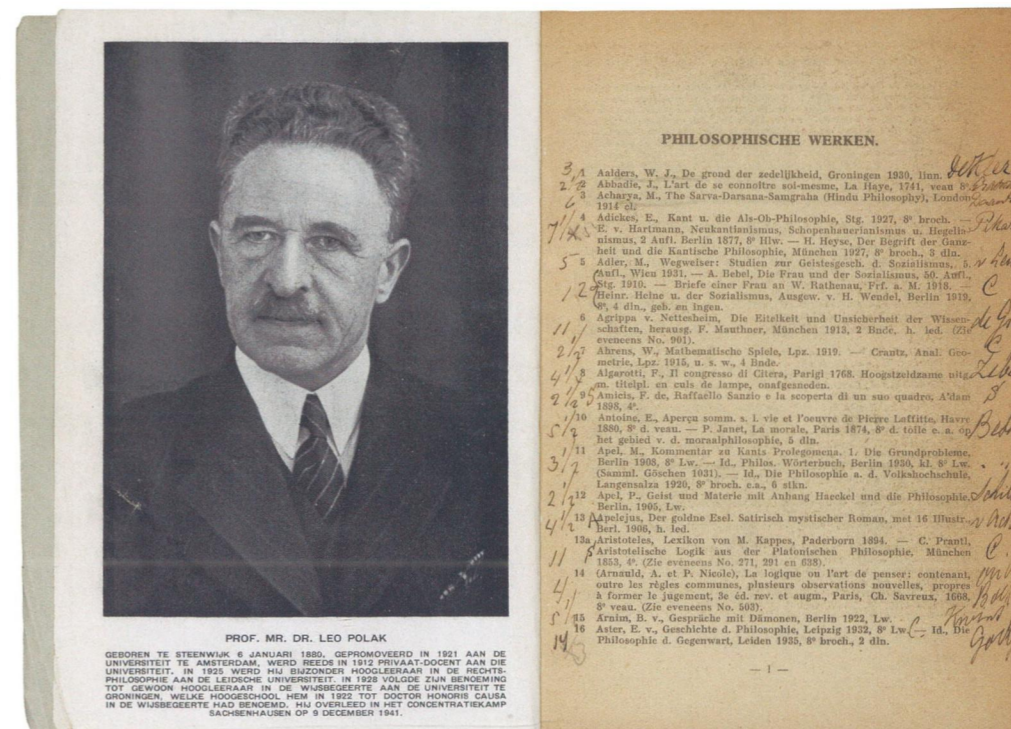 PROF. MR. DR. LEO POLAK
GEBOREN TE STEENWIJK 6 JANUARI 1880, GEPROMOVEERD IN 1921 AAN DE
UNIVERSITEIT TE AMSTERDAM, WERD REEDS IN 1912 PRIVAAT-DOCENT AAN DIE
UNIVERSITEIT. IN 1925 WERD HIJ BIJZONDER HOOGLEERAAR IN DE RECHTS-
PHILOSOPHIE AAN DE LEIDSCHE UNIVERSITEIT. IN 1928 VOLGDE ZIJN BENOEMING
TOT GEWOON HOOGLEERAAR IN DE WIJSBEGEERTE AAN DE UNIVERSITEIT TE
GRONINGEN, WELKE HOOGESCHOOL HEM IN 1922 TOT DOCTOR HONORIS CAUSA
IN DE WIJSBEGEERTE HAD BENOEMD. HIJ OVERLEED IN HET CONCENTRATIEKAMP
SACHSENHAUSEN OP 9 DECEMBER 1941.
PHILOSOPHISCHE WERKEN.
1 Aalders, W. J., De grond der zedelijkheid, Groningen 1930, linn.
2 Abbadie, J., L'art de se connoître soi-mesme, La Haye, 1741, veau 8º
3 Acharya, M., The Sarva-Darsana-Samgraha (Hindu Philosophy), London
1914 cl.
4 Adickes, E., Kant u. die Als-Ob-Philosophie, Stg. 1927, 8º broch. —
E. v. Hartmann, Neukantianismus, Schopenhauerianismus u. Hegelia-
nismus, 2 Aufl. Berlin 1877, 8º Hlw. — H. Heyse, Der Begrift der Ganz-
heit und die Kantische Philosophie, München 1927, 8º broch., 3 dln.
5 Adler, M., Wegweiser: Studien zur Geistesgesch. d. Sozialismus, 5.
Aufl., Wien 1931. — A. Bebel, Die Frau und der Sozialismus, 50. Aufl.,
Stg. 1910. — Briefe einer Frau an W. Rathenau, Frf. a. M. 1918. —
Heinr. Heine u. der Sozialismus, Ausgew. v. H. Wendel, Berlin 1919,
8º, 4 dln., geb. en ingen.
6 Agrippa v. Nettesheim, Die Eitelkeit und Unsicherheit der Wissen-
schaften, herausg. F. Mauthner, München 1913, 2 Bnde, h. led. (Zie
eveneens No. 901).
7 Ahrens, W., Mathematische Spiele, Lpz. 1919. — Crantz, Anal. Geo-
metrie, Lpz. 1915, u. s. w., 4 Bnde.
8 Algarotti, F., Il congresso di Citera, Parigi 1768. Hoogstzeldzame uitg.
m. titelpl. en culs de lampe, onafgesneden.
9 Amicis, F. de, Raffaëllo Sanzio e la scoperta di un suo quadro, A'dam
1898, 4º.
10 Antoine, E., Aperçu somm. s. l. vie et l'oeuvre de Pierre Laffitte, Havre
1880, 8º d. veau. — P. Janet, La morale, Paris 1874, 8º d. toile e. a. op
het gebied v. d. moraalphilosophie, 5 dln.
11 Apel, M., Kommentar zu Kants Prolegomena. 1. Die Grundprobleme,
Berlin 1908, 8º Lw. — Id., Philos. Wörterbuch, Berlin 1930, kl. 8º Lw.
(Samml. Göschen 1031). — Id., Die Philosophie a. d. Volkshochschule,
Langensalza 1920, 8º broch. e.a., 6 stkn.
12 Apel, P., Geist und Materie mit Anhang Haeckel und die Philosophie,
Berlin, 1905, Lw.
13 Apelejus, Der goldne Esel. Satirisch mystischer Roman, met 16 Illustr.
Berl. 1906, h. led.
13a Aristoteles, Lexikon von M. Kappes, Paderborn 1894. — C. Prantl,
Aristotelische Logik aus der Platonischen Philosophie, München
1853, 4º. (Zie eveneens No. 271, 291 en 638).
14 (Arnauld, A. et P. Nicole), La logique ou l'art de penser: contenant,
outre les règles communes, plusieurs observations nouvelles, propres
à former le jugement, 3e éd. rev. et augm., Paris, Ch. Savreux, 1668,
8º veau. (Zie eveneens No. 503).
15 Arnim, B. v., Gespräche mit Dämonen, Berlin 1922, Lw.
16 Aster, E. v., Geschichte d. Philosophie, Leipzig 1932, 8º Lw. — Id., Die
Philosophie d. Gegenwart, Leiden 1935, 8º broch., 2 dln.
— 1 —